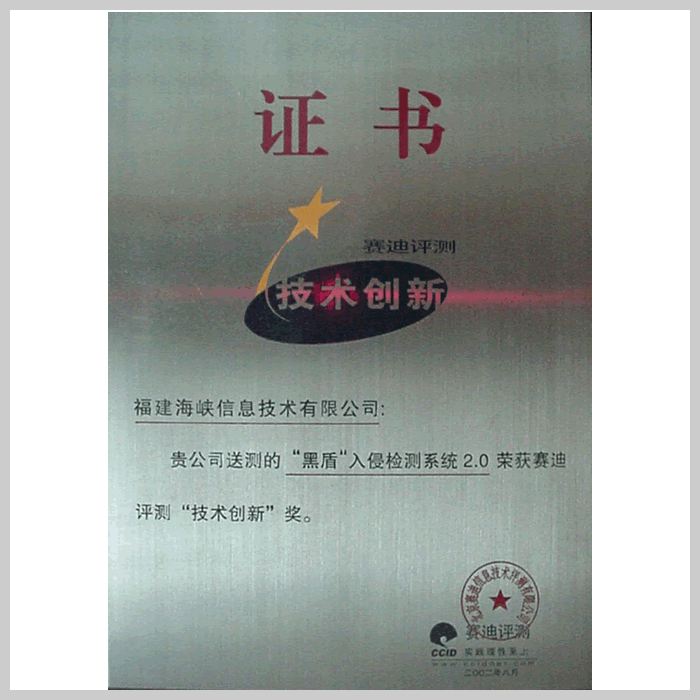 证书
赛迪评测
技术创新
福建海峡信息技术有限公司:
贵公司送测的 “黑盾“入侵检测系统2.0 荣获赛迪
评测 “技术创新” 奖。
北京赛迪信息技术评测有限公司
赛迪评测
CCID 实践理性至上
www.ccidnet.com
二00二年八月